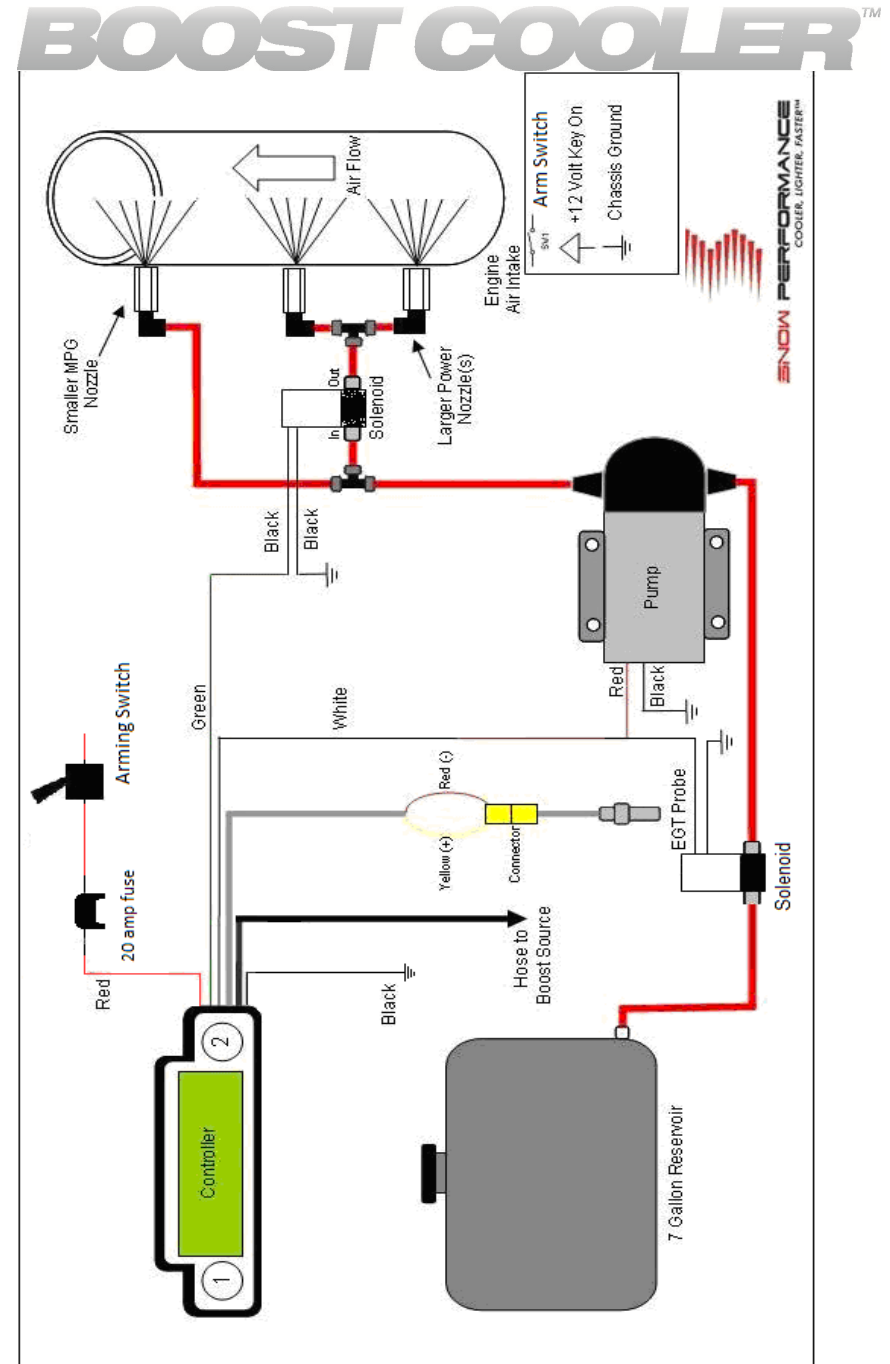 BOOST COOLER™
Air Flow
Smaller MPG
Nozzle
Engine
Air Intake
SW1
Arm Switch
+12 Volt Key On
Chassis Ground
SNOW PERFORMANCE
COOLER, LIGHTER, FASTER™
In
Out
Solenoid
Larger Power
Nozzle(s)
Black
Black
Pump
Red
Black
Green
White
Arming Switch
20 amp fuse
Red
Yellow (+)
Red (-)
Connector
EGT Probe
Solenoid
Hose to
Boost Source
Black
Controller
1
2
7 Gallon Reservoir